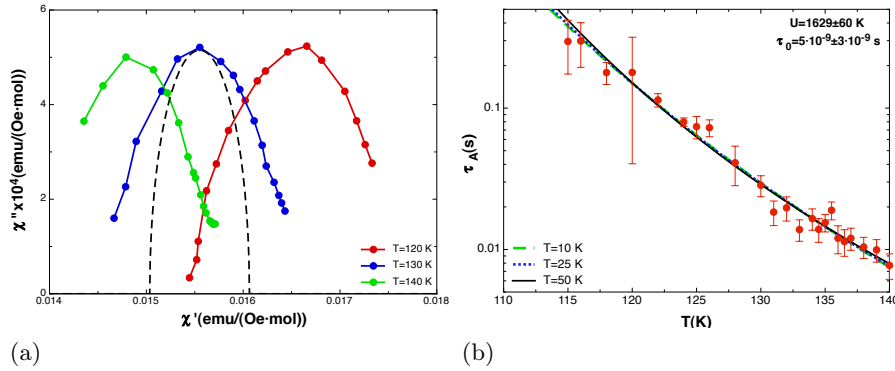 6
4
2
0
0.014
0.015
0.016
0.017
0.018
χ''x10⁴(emu/(Oe·mol))
χ'(emu/(Oe·mol))
T=120 K
T=130 K
T=140 K
(a)
U=1629±60 K
τ₀=5·10⁻⁹±3·10⁻⁹ s
0.1
0.01
τ_A(s)
T=10 K
T=25 K
T=50 K
110
115
120
125
130
135
140
T(K)
(b)